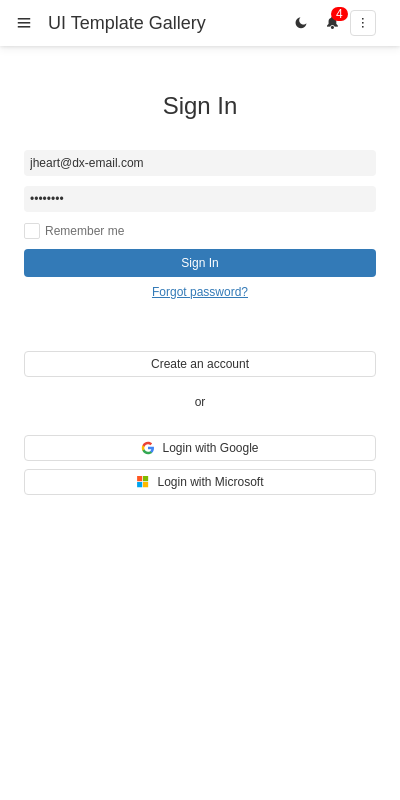 UI Template Gallery
4
Sign In
jheart@dx-email.com
••••••••
Remember me
Sign In
Forgot password?
Create an account
or
Login with Google
Login with Microsoft